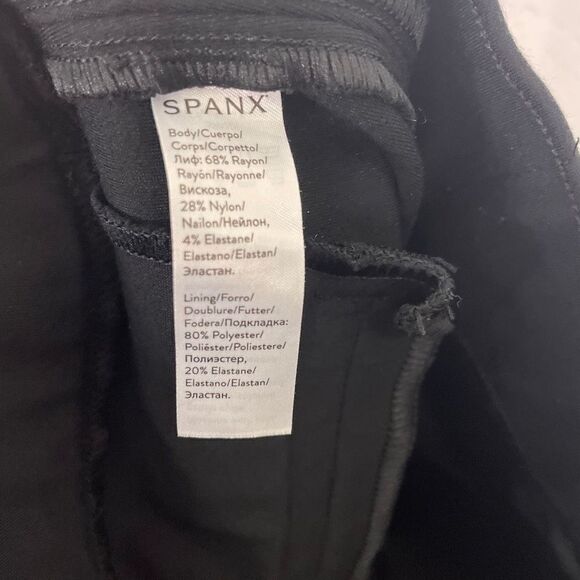 SPANX
Body/Cuerpo/
Corps/Corpetto/
Лиф: 68% Rayon/
Rayón/Rayonne/
Вискоза,
28% Nylon/
Nailon/Нейлон,
4% Elastane/
Elastano/Elastan/
Эластан.
Lining/Forro/
Doublure/Futter/
Fodera/Подкладка:
80% Polyester/
Poliéster/Poliestere/
Полиэстер,
20% Elastane/
Elastano/Elastan/
Эластан.